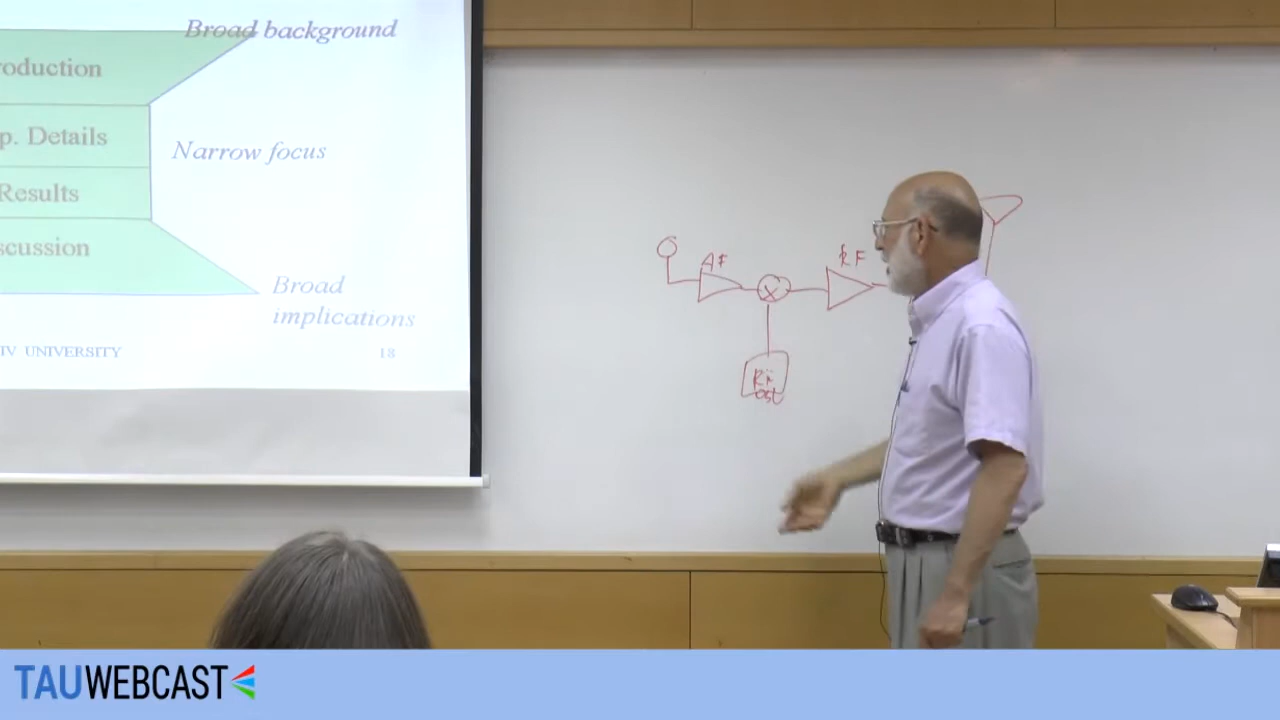 Broad background
roduction
p. Details
Narrow focus
Results
scussion
Broad
implications
IV UNIVERSITY
18
AF
RF
TAUWEBCAST